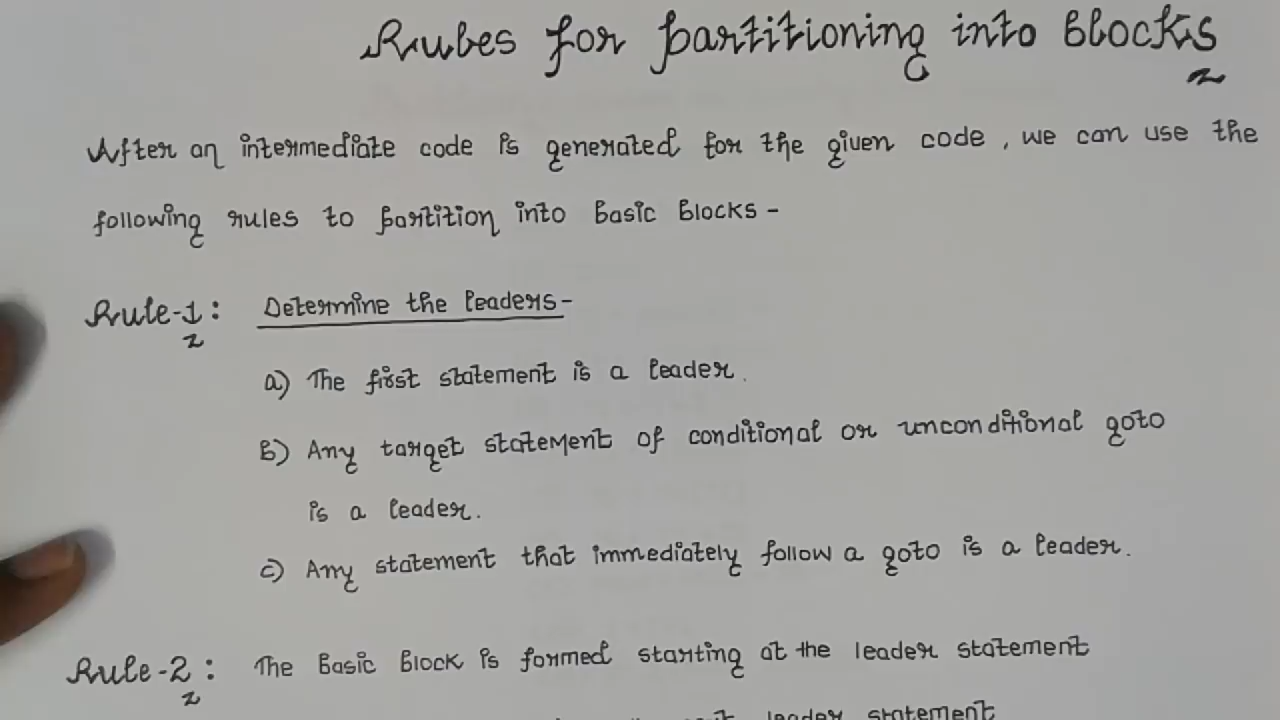 Rules for partitioning into Blocks
After an intermediate code is generated for the given code, we can use the
following rules to partition into Basic Blocks -
Rule-1: Determine the leaders-
a) The first statement is a leader.
b) Any target statement of conditional or unconditional goto
is a leader.
c) Any statement that immediately follow a goto is a leader.
Rule-2: The Basic Block is formed starting at the leader statement
leader statement